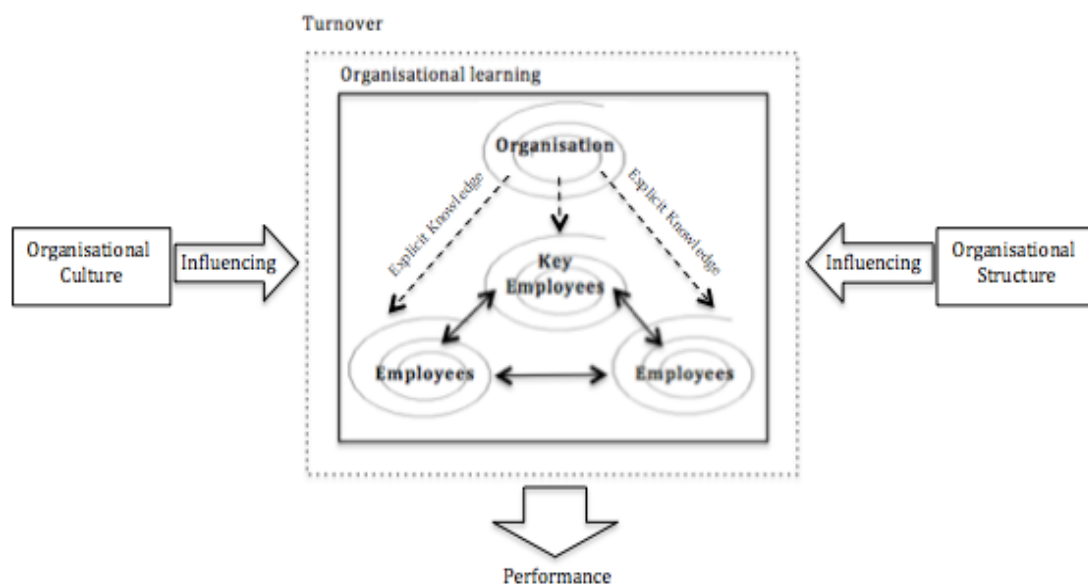 Turnover
Organisational learning
Organisation
Explicit Knowledge
Explicit Knowledge
Organisational
Culture
Influencing
Key
Employees
Influencing
Organisational
Structure
Employees
Employees
Performance